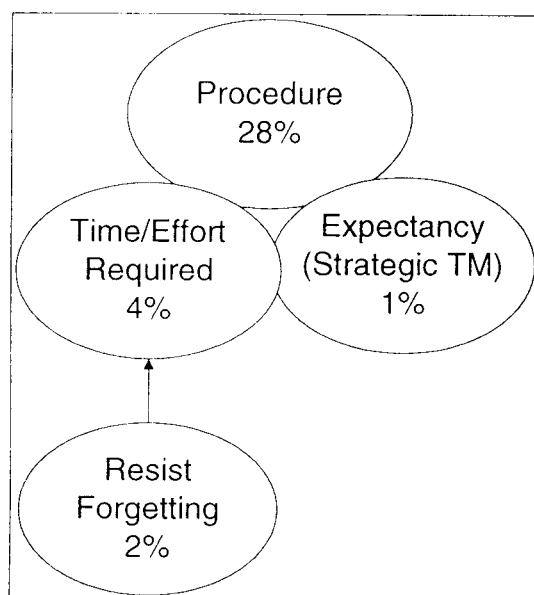 Procedure
28%
Time/Effort
Required
4%
Expectancy
(Strategic TM)
1%
Resist
Forgetting
2%